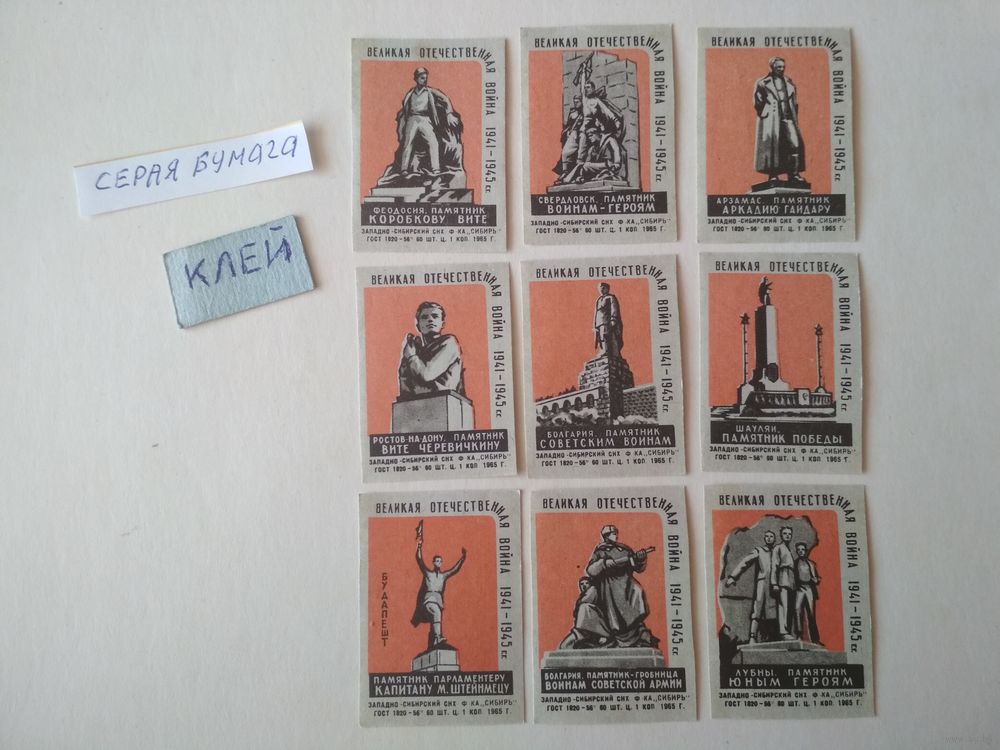 СЕРАЯ БУМАГА
КЛЕЙ
ВЕЛИКАЯ ОТЕЧЕСТВЕННАЯ ВОЙНА 1941-1945 гг.
ФЕОДОСИЯ. ПАМЯТНИК
КОРОБКОВУ ВИТЕ
ЗАПАДНО-СИБИРСКИЙ СНХ Ф-КА „СИБИРЬ"
ГОСТ 1820-56° 60 ШТ. Ц. 1 КОП. 1965 Г.
ВЕЛИКАЯ ОТЕЧЕСТВЕННАЯ ВОЙНА 1941-1945 гг.
СВЕРДЛОВСК. ПАМЯТНИК
ВОИНАМ-ГЕРОЯМ
ЗАПАДНО-СИБИРСКИЙ СНХ Ф-КА „СИБИРЬ"
ГОСТ 1820-56° 60 ШТ. Ц. 1 КОП. 1965 Г.
ВЕЛИКАЯ ОТЕЧЕСТВЕННАЯ ВОЙНА 1941-1945 гг.
АРЗАМАС. ПАМЯТНИК
АРКАДИЮ ГАЙДАРУ
ЗАПАДНО-СИБИРСКИЙ СНХ Ф-КА „СИБИРЬ"
ГОСТ 1820-56° 60 ШТ. Ц. 1 КОП. 1965 Г.
ВЕЛИКАЯ ОТЕЧЕСТВЕННАЯ ВОЙНА 1941-1945 гг.
РОСТОВ-НА-ДОНУ. ПАМЯТНИК
ВИТЕ ЧЕРЕВИЧКИНУ
ЗАПАДНО-СИБИРСКИЙ СНХ Ф-КА „СИБИРЬ"
ГОСТ 1820-56° 60 ШТ. Ц. 1 КОП. 1965 Г.
ВЕЛИКАЯ ОТЕЧЕСТВЕННАЯ ВОЙНА 1941-1945 гг.
БОЛГАРИЯ. ПАМЯТНИК
СОВЕТСКИМ ВОИНАМ
ЗАПАДНО-СИБИРСКИЙ СНХ Ф-КА „СИБИРЬ"
ГОСТ 1820-56° 60 ШТ. Ц. 1 КОП. 1965 Г.
ВЕЛИКАЯ ОТЕЧЕСТВЕННАЯ ВОЙНА 1941-1945 гг.
ШАУЛЯЙ.
ПАМЯТНИК ПОБЕДЫ
ЗАПАДНО-СИБИРСКИЙ СНХ Ф-КА „СИБИРЬ"
ГОСТ 1820-56° 60 ШТ. Ц. 1 КОП. 1965 Г.
ВЕЛИКАЯ ОТЕЧЕСТВЕННАЯ ВОЙНА 1941-1945 гг.
БУДАПЕШТ
ПАМЯТНИК ПАРЛАМЕНТЕРУ
КАПИТАНУ М. ШТЕЙНМЕЦУ
ЗАПАДНО-СИБИРСКИЙ СНХ Ф-КА „СИБИРЬ"
ГОСТ 1820-56° 60 ШТ. Ц. 1 КОП. 1965 Г.
ВЕЛИКАЯ ОТЕЧЕСТВЕННАЯ ВОЙНА 1941-1945 гг.
БОЛГАРИЯ. ПАМЯТНИК-ГРОБНИЦА
ВОИНАМ СОВЕТСКОЙ АРМИИ
ЗАПАДНО-СИБИРСКИЙ СНХ Ф-КА „СИБИРЬ"
ГОСТ 1820-56° 60 ШТ. Ц. 1 КОП. 1965 Г.
ВЕЛИКАЯ ОТЕЧЕСТВЕННАЯ ВОЙНА 1941-1945 гг.
ЛУБНЫ. ПАМЯТНИК
ЮНЫМ ГЕРОЯМ
ЗАПАДНО-СИБИРСКИЙ СНХ Ф-КА „СИБИРЬ"
ГОСТ 1820-56° 60 ШТ. Ц. 1 КОП. 1965 Г.